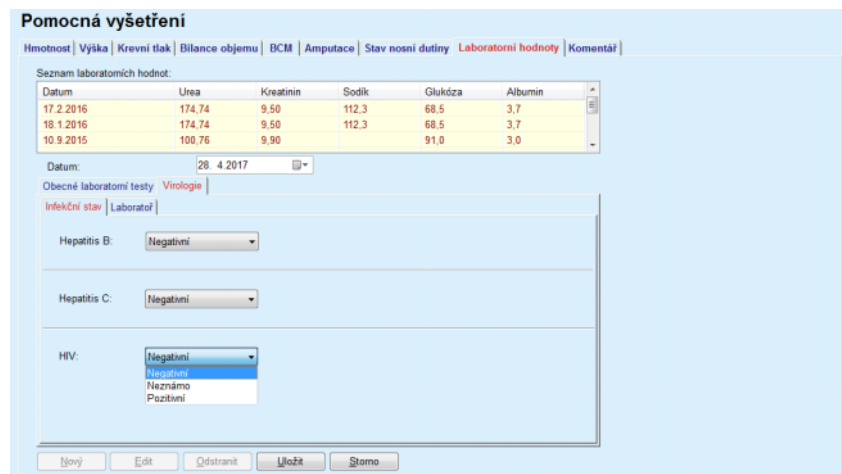 Pomocná vyšetření
Hmotnost Výška Krevní tlak Bilance objemu BCM Amputace Stav nosní dutiny Laboratorní hodnoty Komentář
Seznam laboratorních hodnot:
Datum Urea Kreatinin Sodík Glukóza Albumin
17.2.2016 174,74 9,50 112,3 68,5 3,7
18.1.2016 174,74 9,50 112,3 68,5 3,7
10.9.2015 100,76 9,90 91,0 3,0
Datum: 28. 4.2017
Obecné laboratorní testy Virologie
Infekční stav Laboratoř
Hepatitis B: Negativní
Hepatitis C: Negativní
HIV: Negativní
Negativní
Neznámo
Pozitivní
Nový Edit Odstranit Uložit Storno